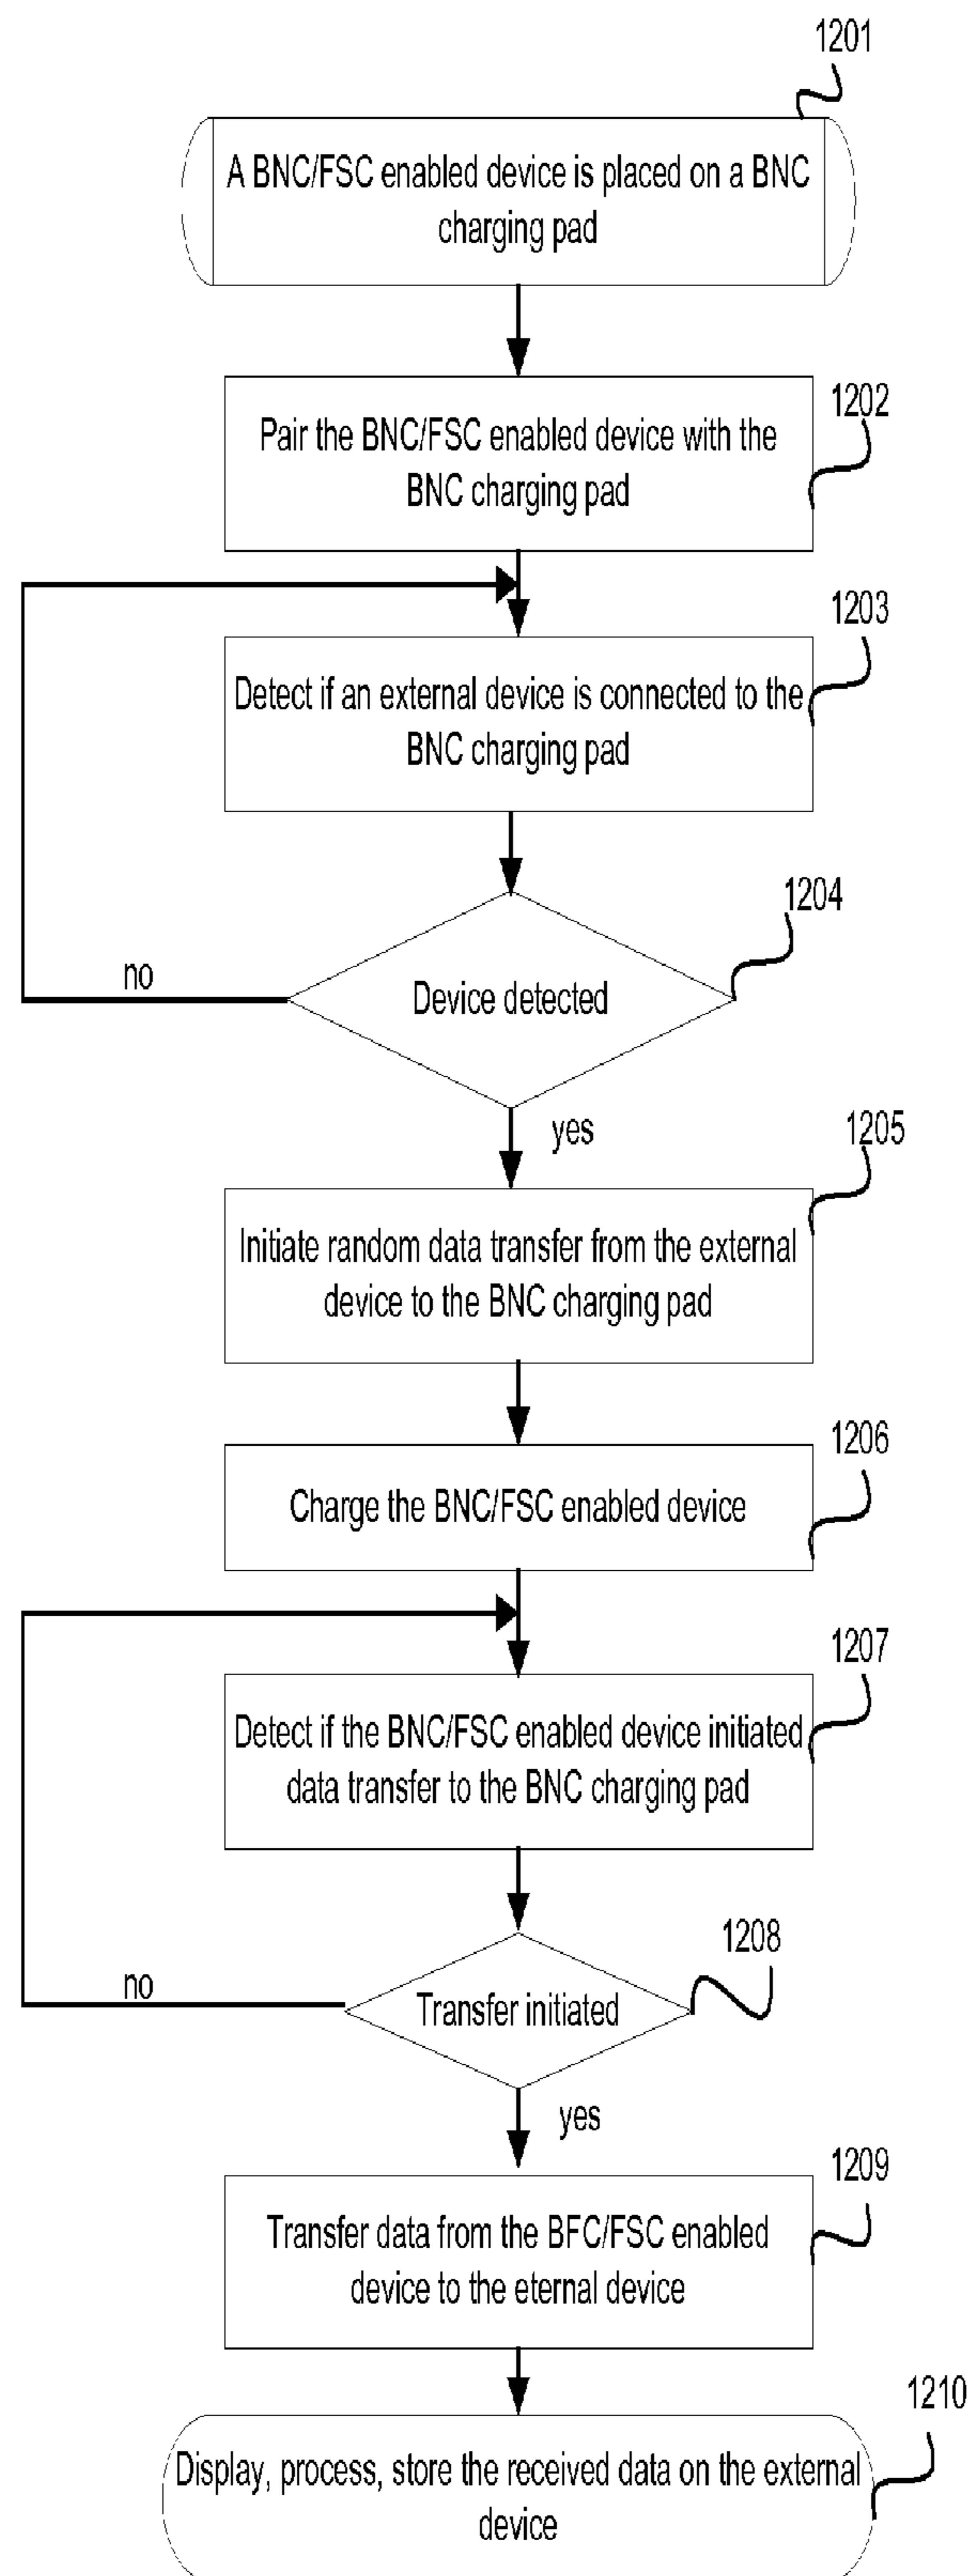 1201
A BNC/FSC enabled device is placed on a BNC
charging pad
1202
Pair the BNC/FSC enabled device with the
BNC charging pad
1203
Detect if an external device is connected to the
BNC charging pad
1204
Device detected
no
yes
1205
Initiate random data transfer from the external
device to the BNC charging pad
1206
Charge the BNC/FSC enabled device
1207
Detect if the BNC/FSC enabled device initiated
data transfer to the BNC charging pad
1208
Transfer initiated
no
yes
1209
Transfer data from the BFC/FSC enabled
device to the eternal device
1210
Display, process, store the received data on the external
device